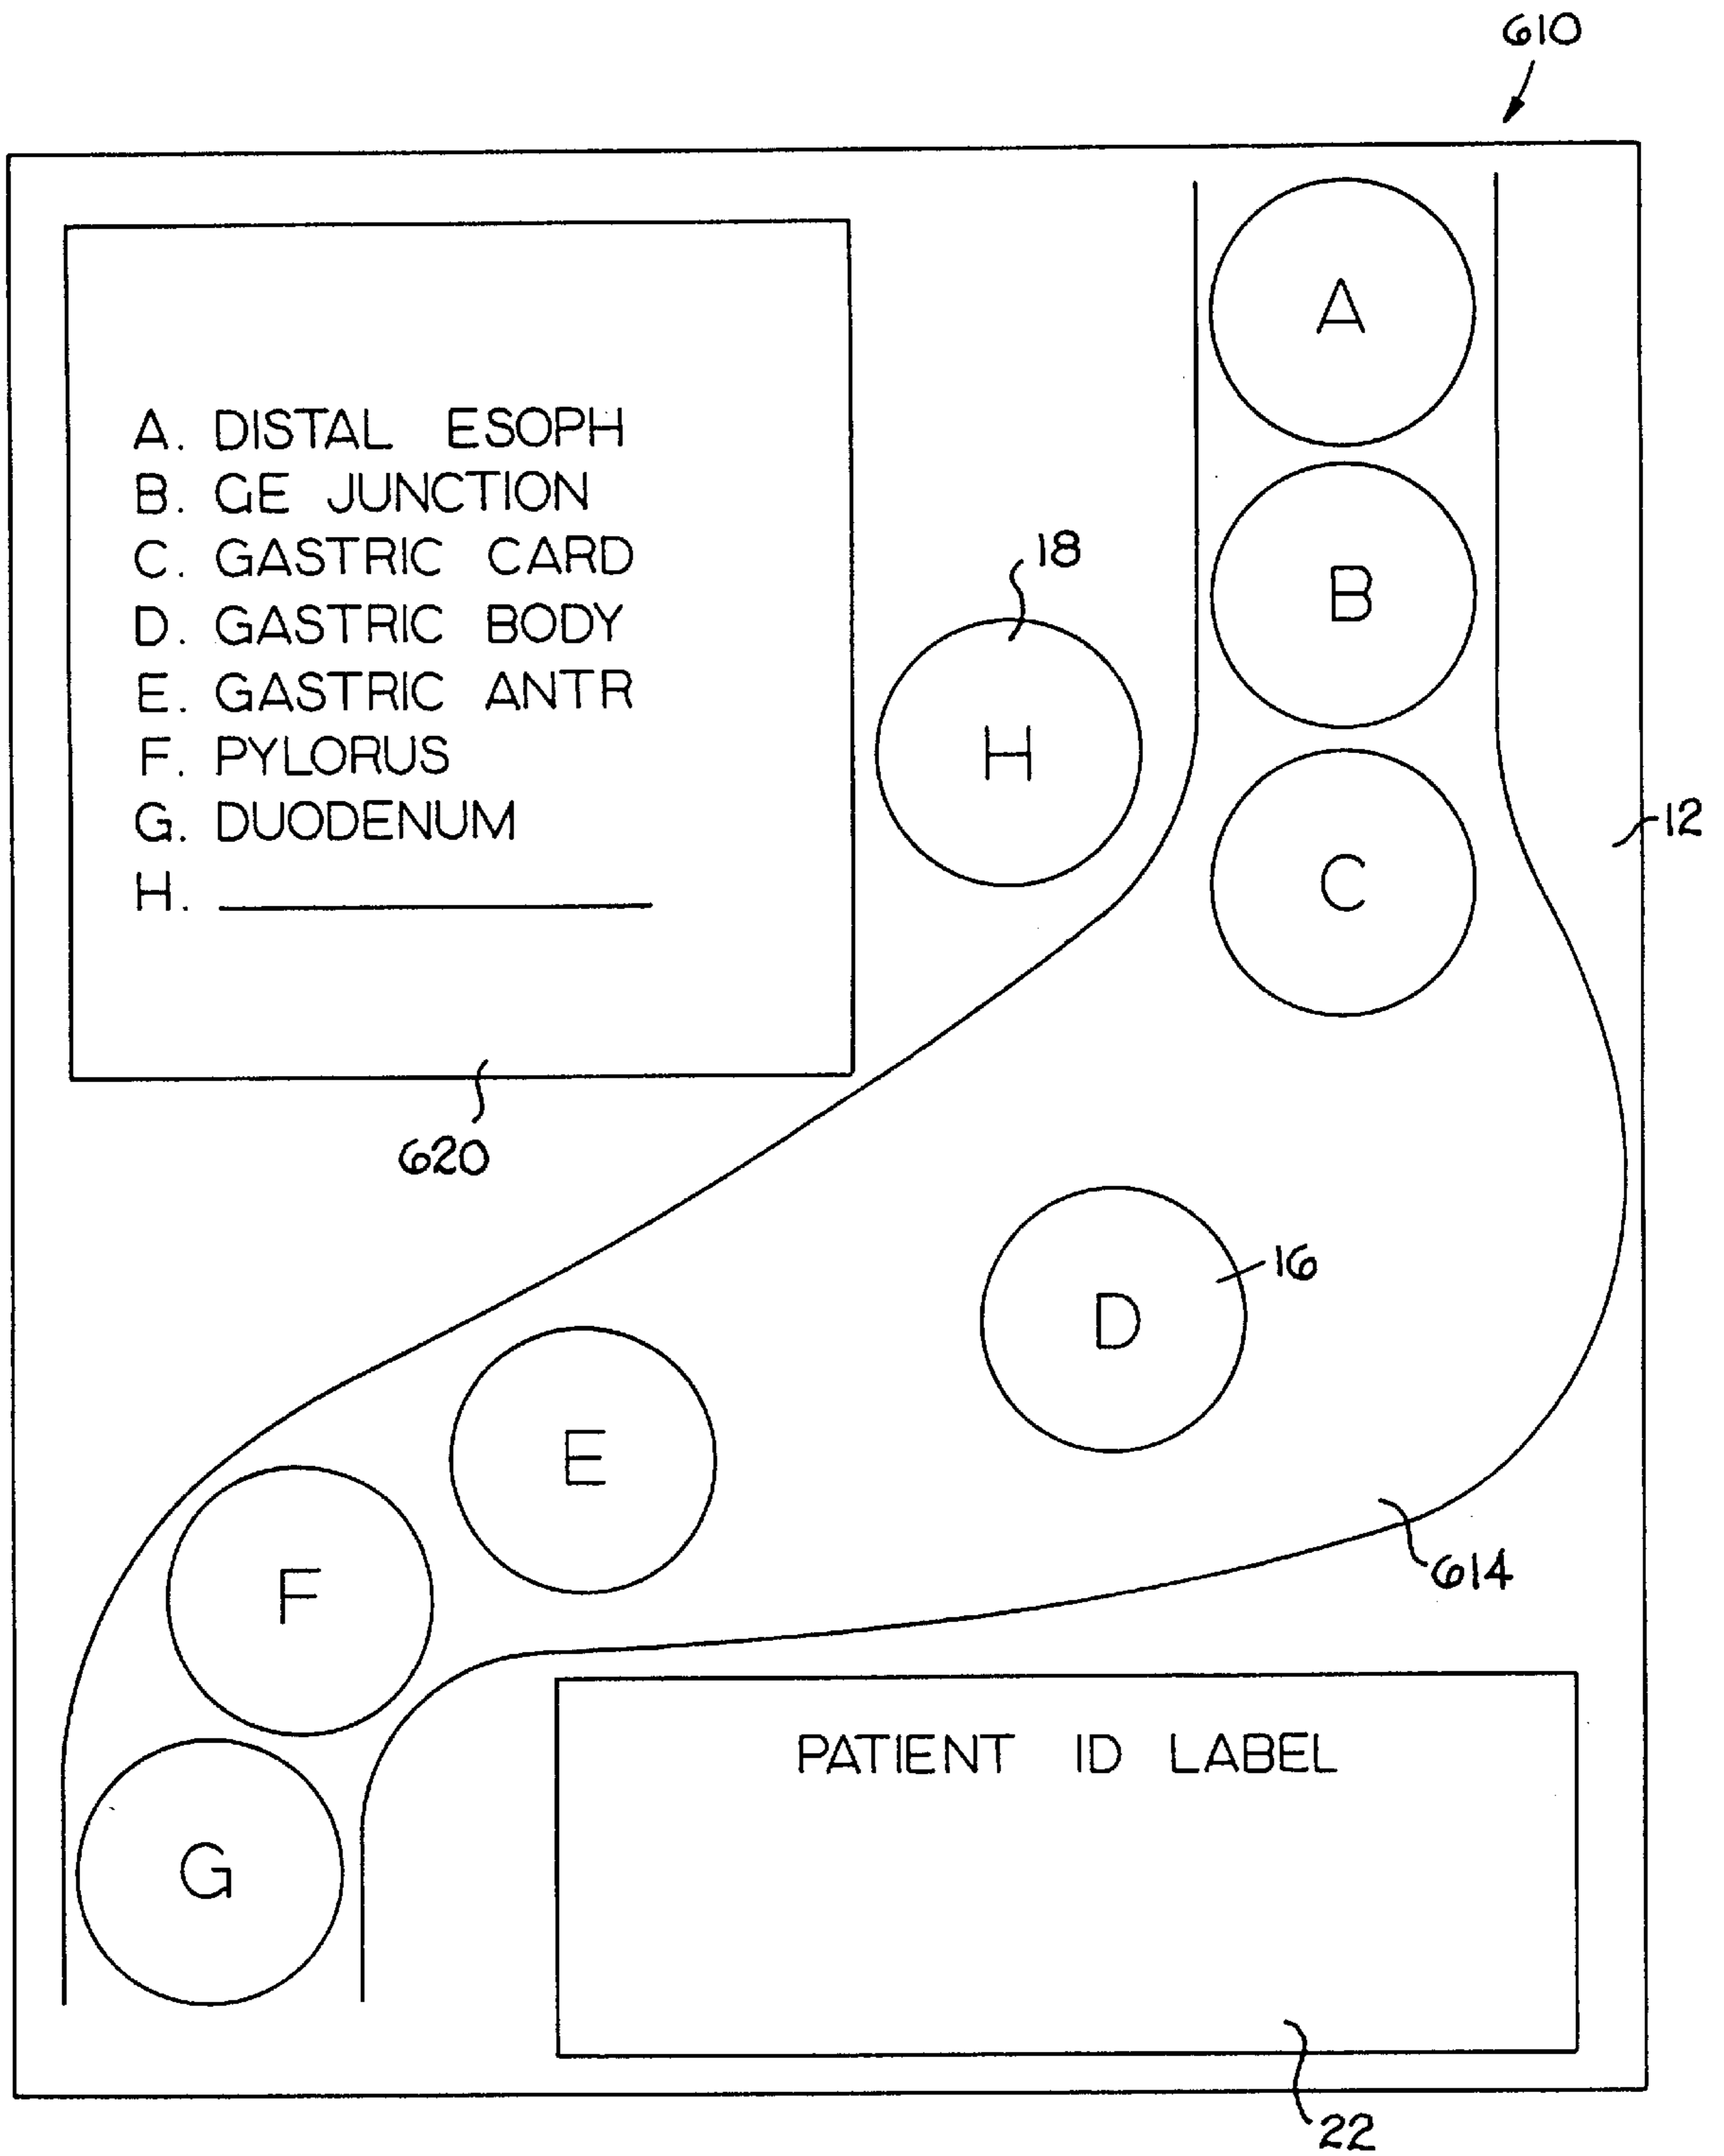 610
A
A. DISTAL ESOPH
B. GE JUNCTION
C. GASTRIC CARD
D. GASTRIC BODY
E. GASTRIC ANTR
F. PYLORUS
G. DUODENUM
H.
18
B
H
12
C
620
16
D
E
614
F
PATIENT ID LABEL
G
22